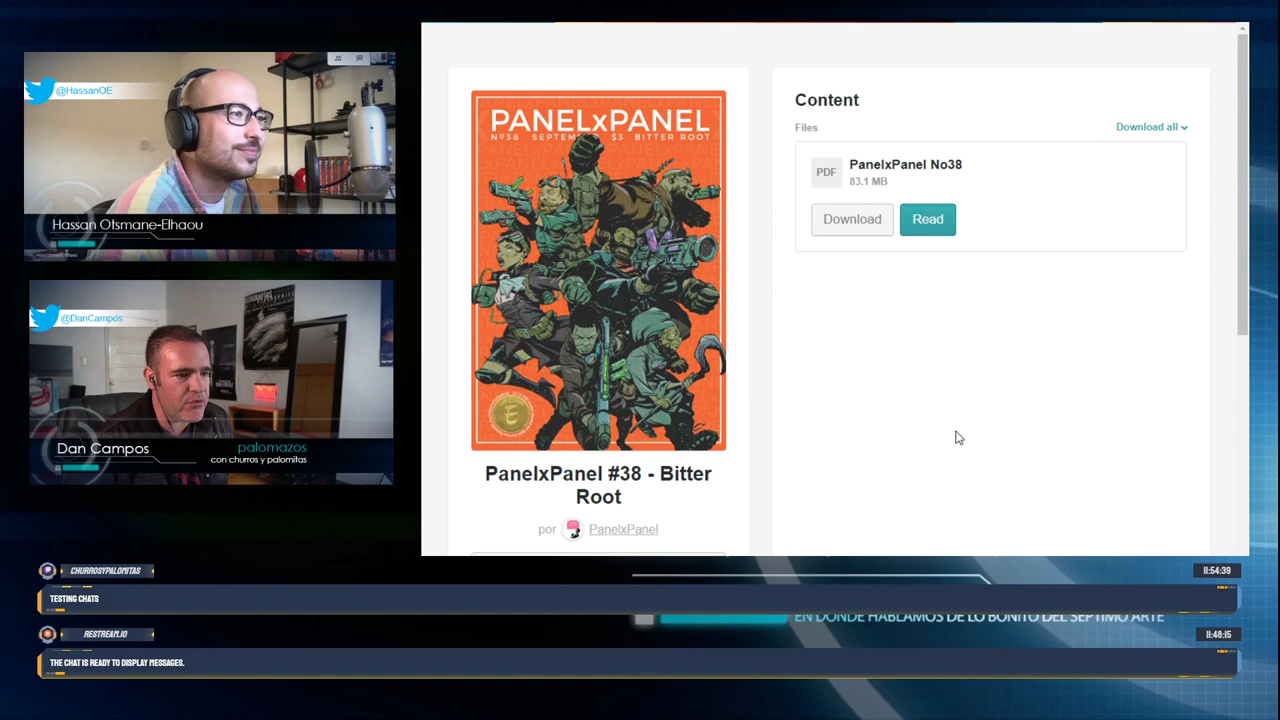 @HassanOE
Hassan Otsmane-Elhaou
@DanCampos
Dan Campos
palomazos
con churros y palomitas
PANELxPANEL
Nº38 SEPTEMBER $3 BITTER ROOT
PanelxPanel #38 - Bitter
Root
por PanelxPanel
Content
Files
Download all
PDF
PanelxPanel No38
83.1 MB
Download
Read
CHURROSYPALOMITAS
11:54:39
TESTING CHATS
EN DONDE HABLAMOS DE LO BONITO DEL SEPTIMO ARTE
RESTREAM.IO
11:48:15
THE CHAT IS READY TO DISPLAY MESSAGES.